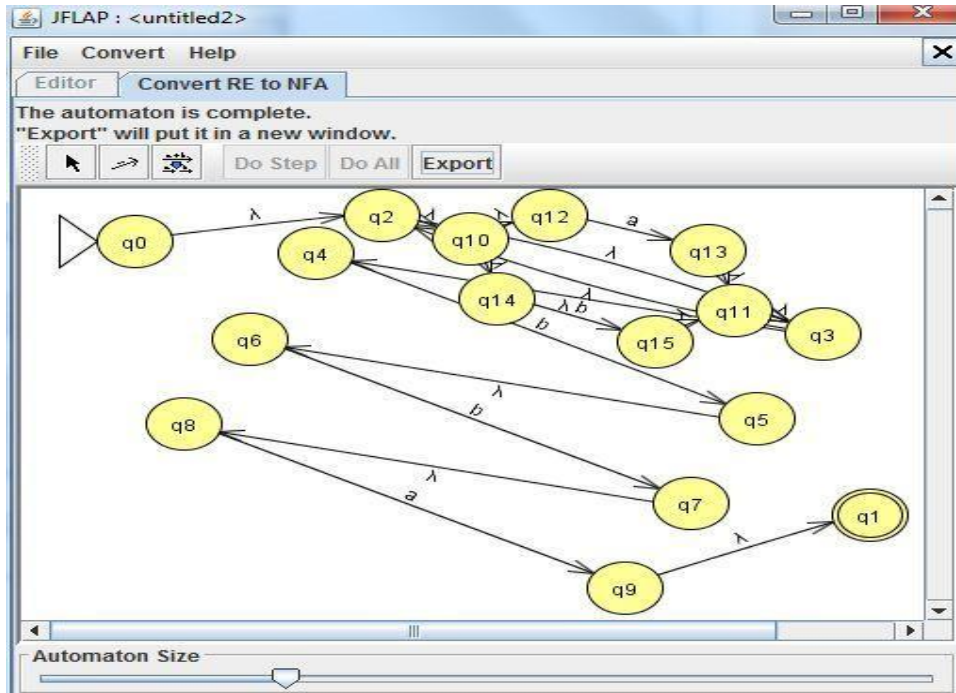 JFLAP : <untitled2>
File Convert Help
Editor Convert RE to NFA
The automaton is complete.
"Export" will put it in a new window.
Do Step Do All Export
q0
λ
q2
q4
q10
λ
λ
q12
a
q13
λ
λ
q14
λ
λ b
q15
λ
q11
λ
q3
b
q6
λ
q5
b
q8
λ
q7
a
λ
q1
q9
Automaton Size